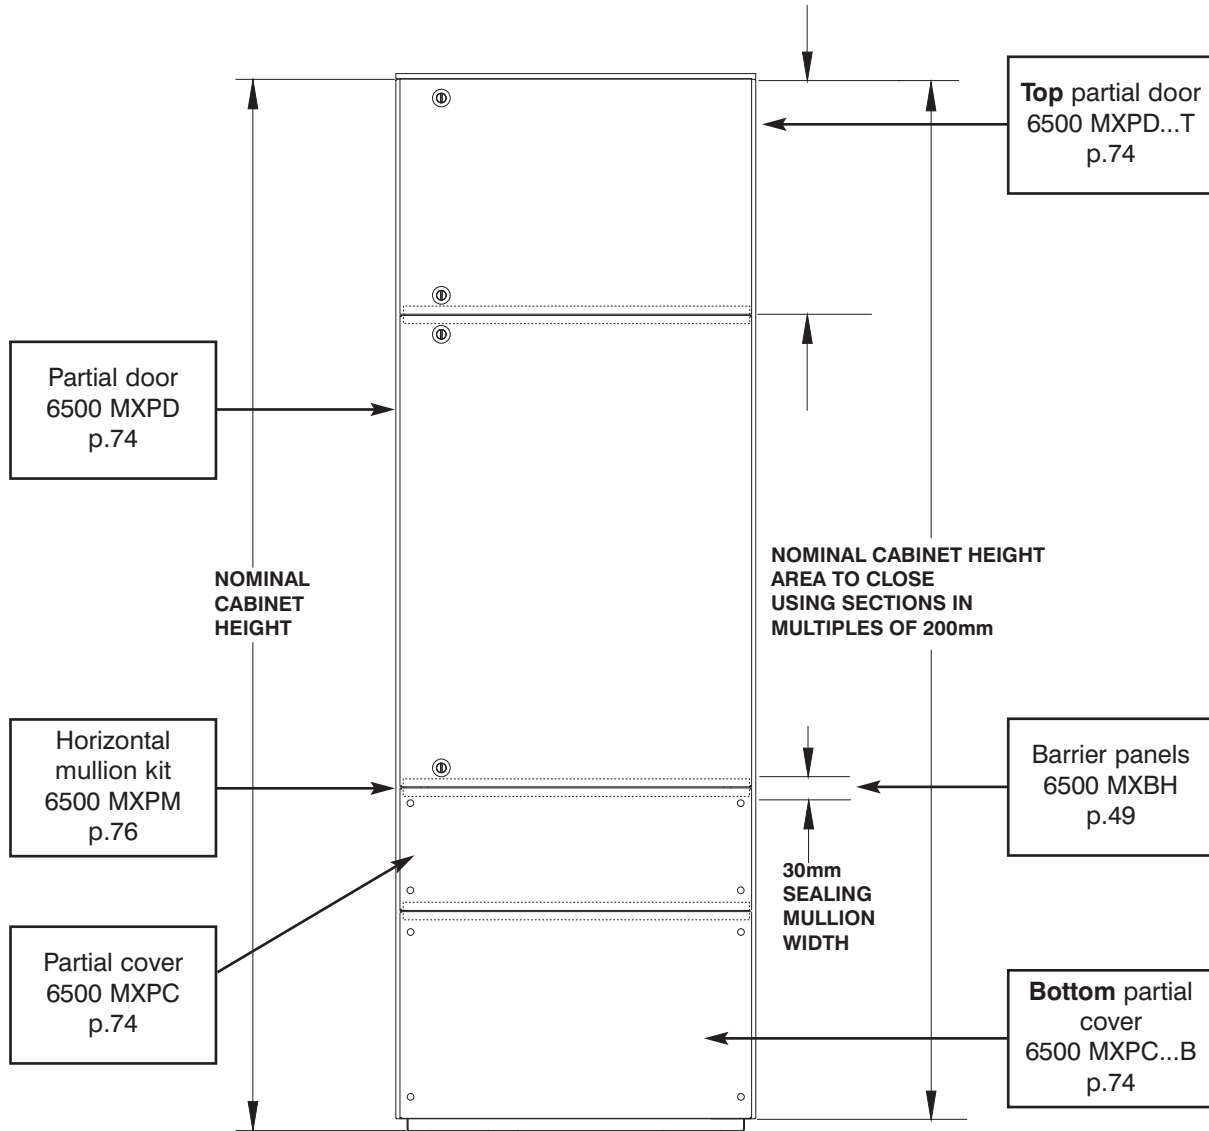 Top partial door
6500 MXPD...T
p.74
Partial door
6500 MXPD
p.74
NOMINAL
CABINET
HEIGHT
NOMINAL CABINET HEIGHT
AREA TO CLOSE
USING SECTIONS IN
MULTIPLES OF 200mm
Horizontal
mullion kit
6500 MXPM
p.76
Barrier panels
6500 MXBH
p.49
30mm
SEALING
MULLION
WIDTH
Partial cover
6500 MXPC
p.74
Bottom partial
cover
6500 MXPC...B
p.74